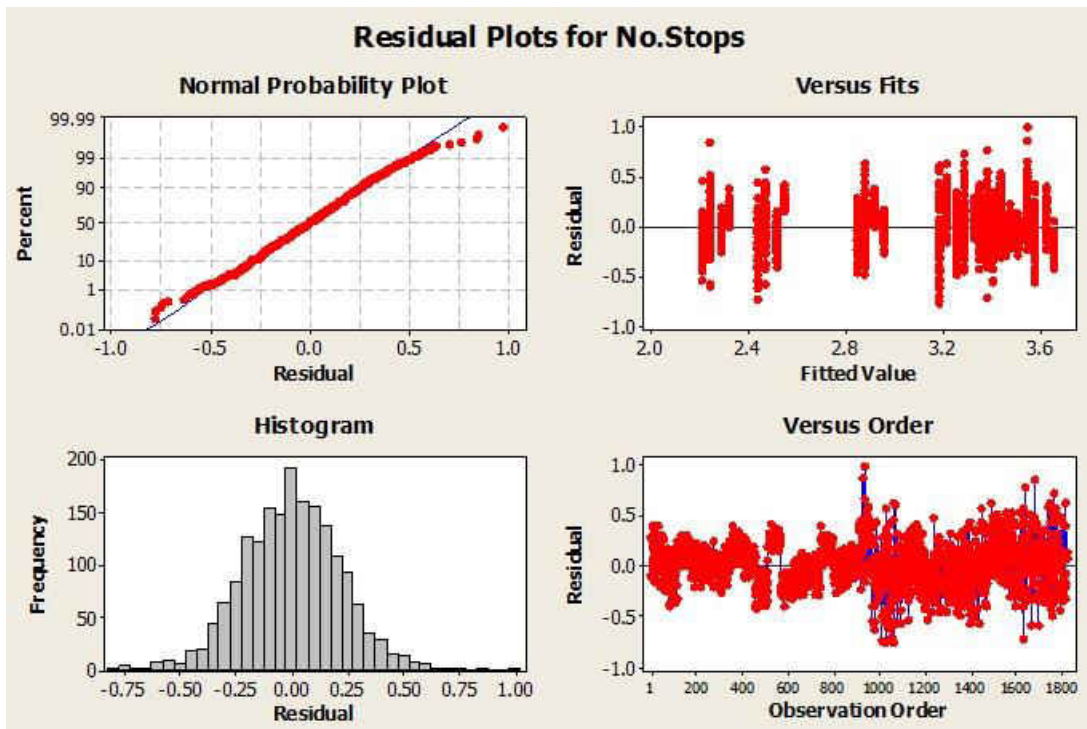 Residual Plots for No.Stops
Normal Probability Plot
99.99
99
90
50
10
1
0.01
Percent
-1.0 -0.5 0.0 0.5 1.0
Residual
Versus Fits
1.0
0.5
0.0
-0.5
-1.0
Residual
2.0 2.4 2.8 3.2 3.6
Fitted Value
Histogram
200
150
100
50
0
Frequency
-0.75 -0.50 -0.25 0.00 0.25 0.50 0.75 1.00
Residual
Versus Order
1.0
0.5
0.0
-0.5
-1.0
Residual
1 200 400 600 800 1000 1200 1400 1600 1800
Observation Order